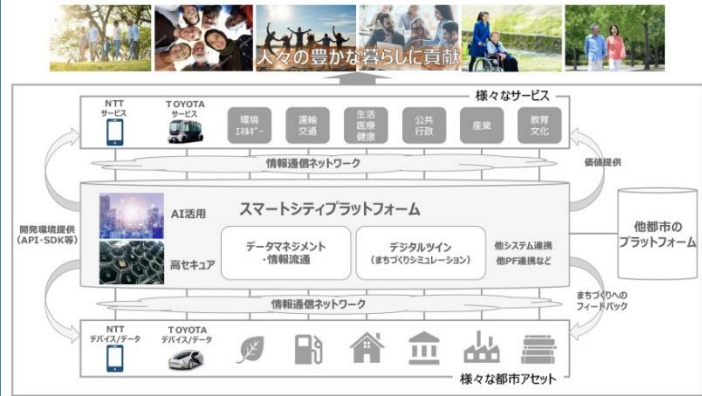 人々の豊かな暮らしに貢献
様々なサービス
NTT
サービス
TOYOTA
サービス
環境
エネルギー
運輸
交通
生活
医療
健康
公共
行政
産業
教育
文化
情報通信ネットワーク
価値提供
開発環境提供
(API・SDK等)
AI活用
高セキュア
スマートシティプラットフォーム
データマネジメント
・情報流通
デジタルツイン
(まちづくりシミュレーション)
他システム連携
他PF連携など
他都市の
プラットフォーム
情報通信ネットワーク
まちづくりへの
フィードバック
NTT
デバイス/データ
TOYOTA
デバイス/データ
様々な都市アセット